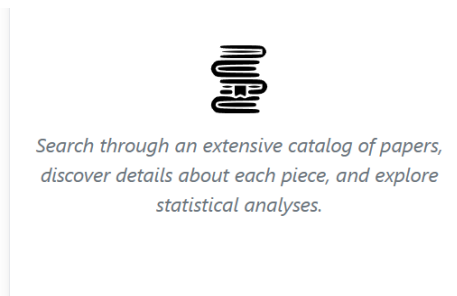 Search through an extensive catalog of papers,
discover details about each piece, and explore
statistical analyses.